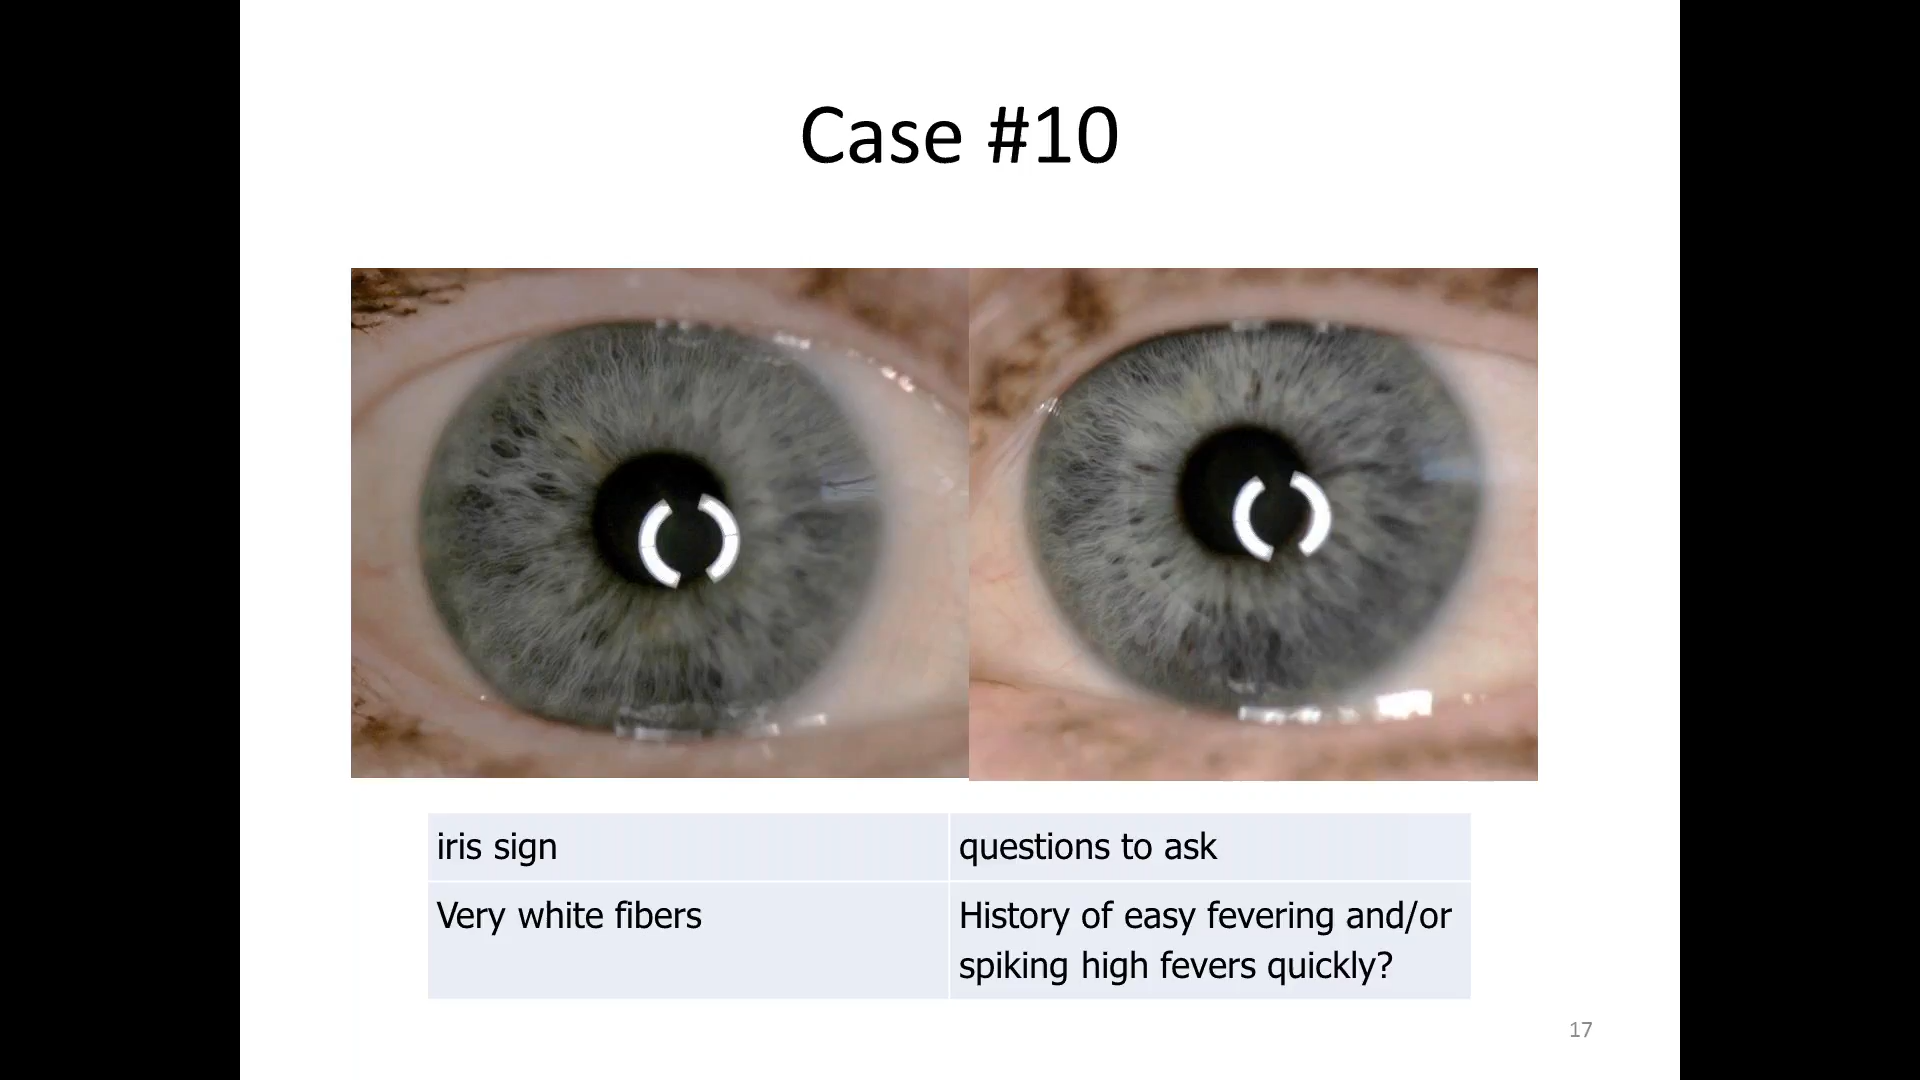 Case #10
iris sign
questions to ask
Very white fibers
History of easy fevering and/or
spiking high fevers quickly?
17